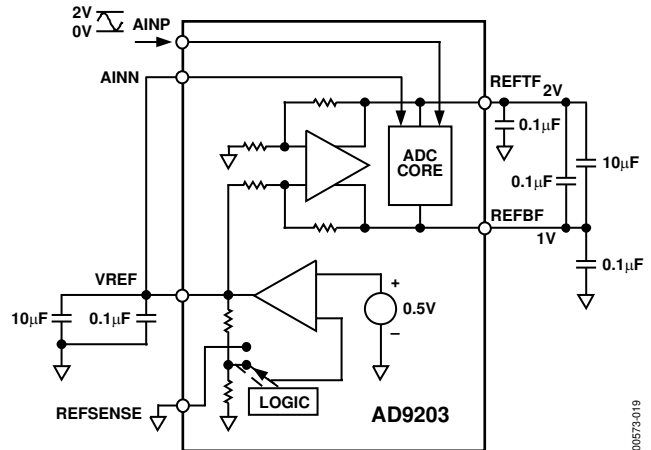 2V
0V
AINP
AINN
REFTF
2V
0.1µF
ADC
CORE
10µF
0.1µF
REFBF
1V
0.1µF
VREF
+
0.5V
–
10µF
0.1µF
REFSENSE
LOGIC
AD9203
00573-019